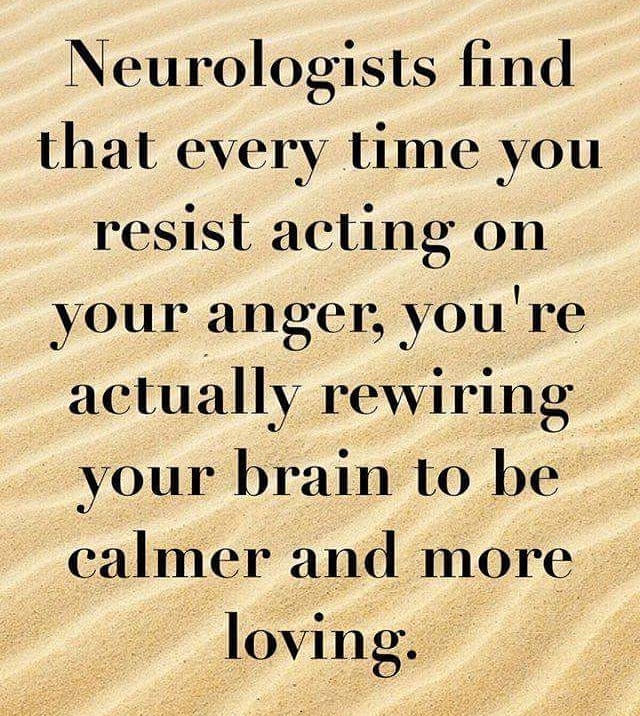 Neurologists find
that every time you
resist acting on
your anger, you're
actually rewiring
your brain to be
calmer and more
loving.